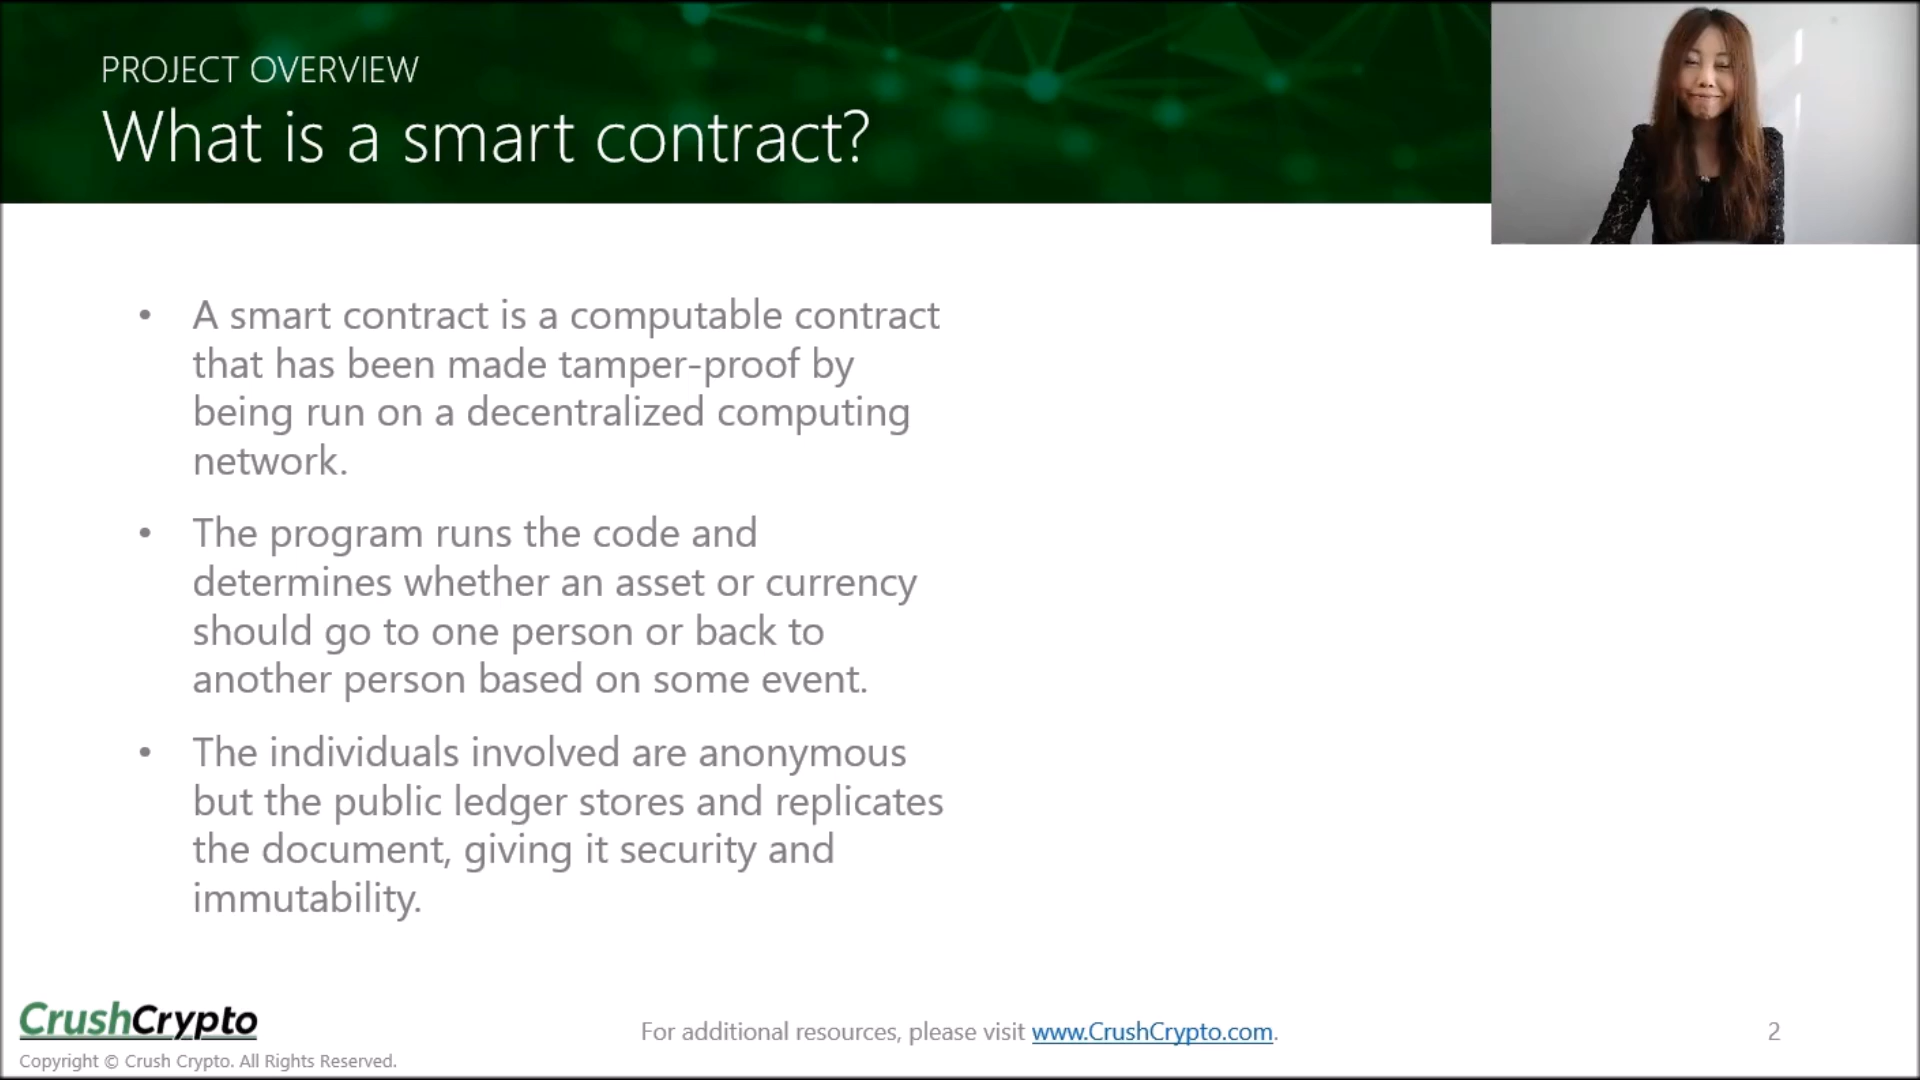 PROJECT OVERVIEW
What is a smart contract?
• A smart contract is a computable contract
that has been made tamper-proof by
being run on a decentralized computing
network.
• The program runs the code and
determines whether an asset or currency
should go to one person or back to
another person based on some event.
• The individuals involved are anonymous
but the public ledger stores and replicates
the document, giving it security and
immutability.
CrushCrypto
Copyright © Crush Crypto. All Rights Reserved.
For additional resources, please visit www.CrushCrypto.com.
2